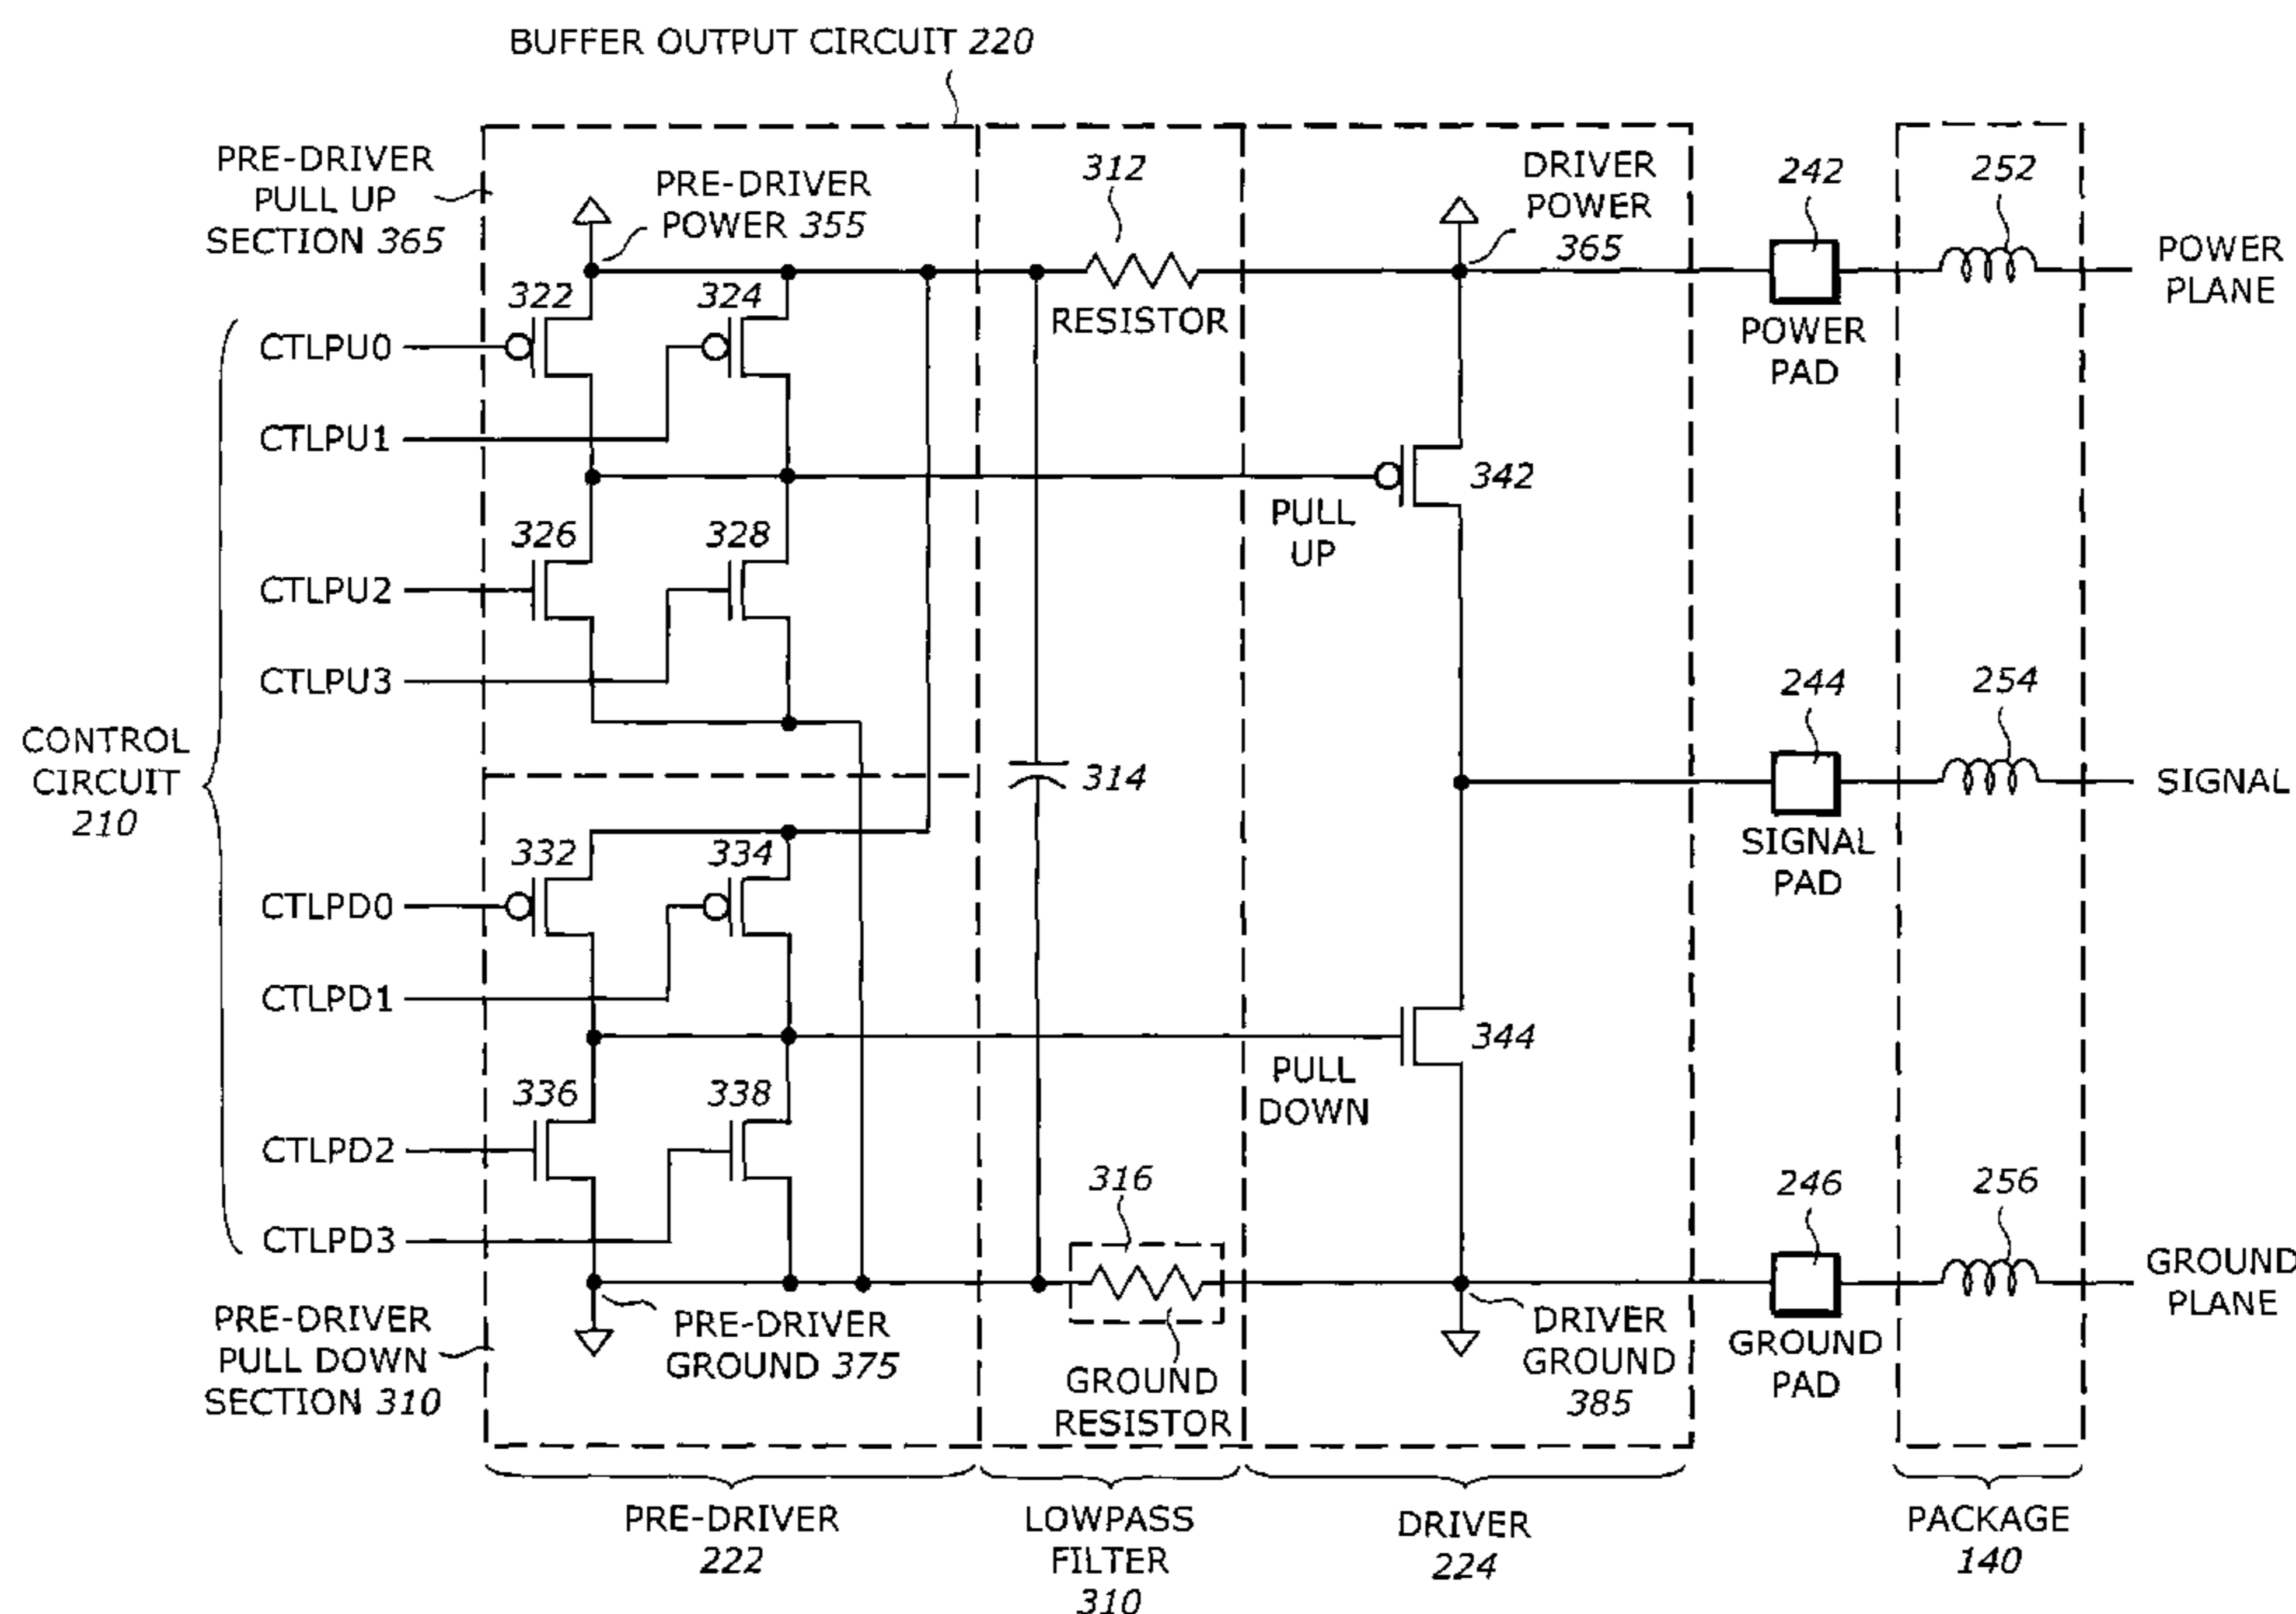 BUFFER OUTPUT CIRCUIT 220
PRE-DRIVER
PULL UP
SECTION 365
PRE-DRIVER
POWER 355
312
RESISTOR
DRIVER
POWER
365
242
POWER
PAD
252
POWER
PLANE
322
324
CTLPU0
CTLPU1
326
328
CTLPU2
CTLPU3
PULL
UP
342
CONTROL
CIRCUIT
210
314
244
SIGNAL
PAD
254
SIGNAL
332
334
CTLPD0
CTLPD1
336
338
CTLPD2
CTLPD3
PULL
DOWN
344
316
GROUND
RESISTOR
246
GROUND
PAD
256
GROUND
PLANE
PRE-DRIVER
PULL DOWN
SECTION 310
PRE-DRIVER
GROUND 375
DRIVER
GROUND
385
PRE-DRIVER
222
LOWPASS
FILTER
310
DRIVER
224
PACKAGE
140